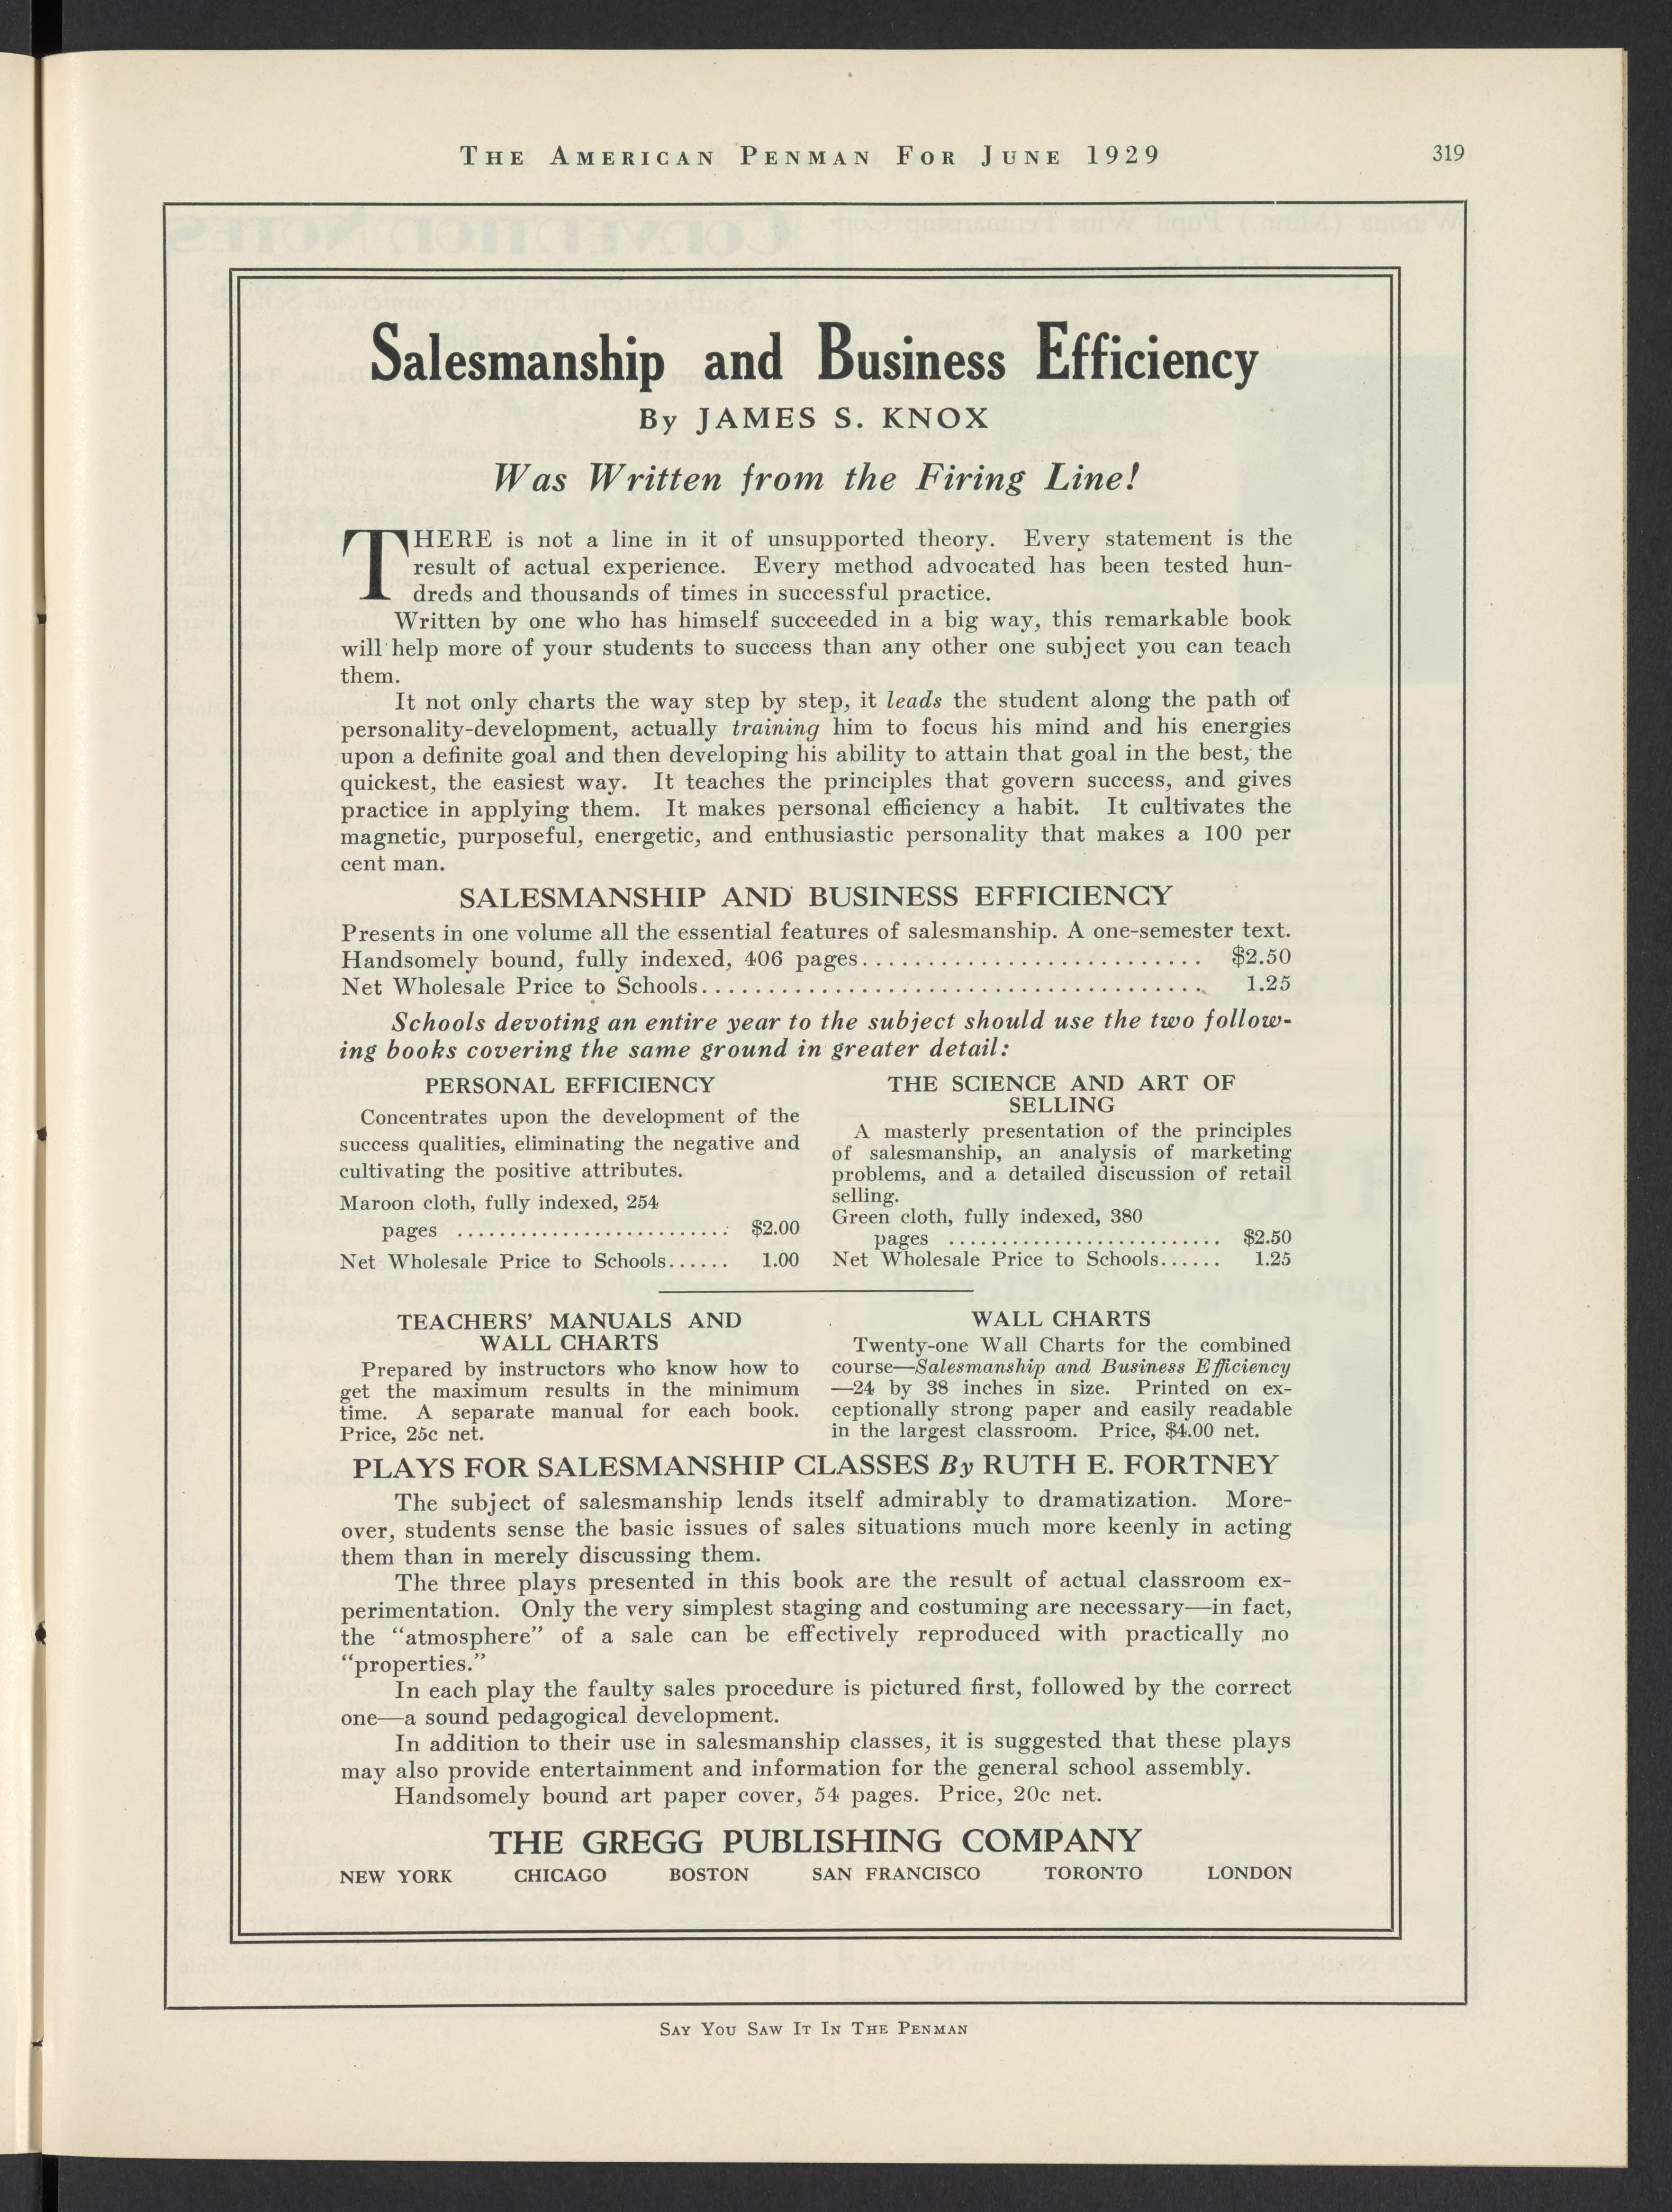 THE AMERICAN PENMAN FOR JUNE 1929
319
Salesmanship and Business Efficiency
By JAMES S. KNOX
Was Written from the Firing Line!
THERE is not a line in it of unsupported theory. Every statement is the
result of actual experience. Every method advocated has been tested hun-
dreds and thousands of times in successful practice.
Written by one who has himself succeeded in a big way, this remarkable book
will help more of your students to success than any other one subject you can teach
them.
It not only charts the way step by step, it leads the student along the path of
personality-development, actually training him to focus his mind and his energies
upon a definite goal and then developing his ability to attain that goal in the best, the
quickest, the easiest way. It teaches the principles that govern success, and gives
practice in applying them. It makes personal efficiency a habit. It cultivates the
magnetic, purposeful, energetic, and enthusiastic personality that makes a 100 per
cent man.
SALESMANSHIP AND BUSINESS EFFICIENCY
Presents in one volume all the essential features of salesmanship. A one-semester text.
Handsomely bound, fully indexed, 406 pages.......................... $2.50
Net Wholesale Price to Schools...................................... 1.25
Schools devoting an entire year to the subject should use the two follow-
ing books covering the same ground in greater detail:
PERSONAL EFFICIENCY
Concentrates upon the development of the
success qualities, eliminating the negative and
cultivating the positive attributes.
Maroon cloth, fully indexed, 254
pages .......................... $2.00
Net Wholesale Price to Schools...... 1.00
THE SCIENCE AND ART OF
SELLING
A masterly presentation of the principles
of salesmanship, an analysis of marketing
problems, and a detailed discussion of retail
selling.
Green cloth, fully indexed, 380
pages .......................... $2.50
Net Wholesale Price to Schools...... 1.25
TEACHERS' MANUALS AND
WALL CHARTS
Prepared by instructors who know how to
get the maximum results in the minimum
time. A separate manual for each book.
Price, 25c net.
WALL CHARTS
Twenty-one Wall Charts for the combined
course—Salesmanship and Business Efficiency
—24 by 38 inches in size. Printed on ex-
ceptionally strong paper and easily readable
in the largest classroom. Price, $4.00 net.
PLAYS FOR SALESMANSHIP CLASSES By RUTH E. FORTNEY
The subject of salesmanship lends itself admirably to dramatization. More-
over, students sense the basic issues of sales situations much more keenly in acting
them than in merely discussing them.
The three plays presented in this book are the result of actual classroom ex-
perimentation. Only the very simplest staging and costuming are necessary—in fact,
the "atmosphere" of a sale can be effectively reproduced with practically no
"properties."
In each play the faulty sales procedure is pictured first, followed by the correct
one—a sound pedagogical development.
In addition to their use in salesmanship classes, it is suggested that these plays
may also provide entertainment and information for the general school assembly.
Handsomely bound art paper cover, 54 pages. Price, 20c net.
THE GREGG PUBLISHING COMPANY
NEW YORK CHICAGO BOSTON SAN FRANCISCO TORONTO LONDON
SAY YOU SAW IT IN THE PENMAN